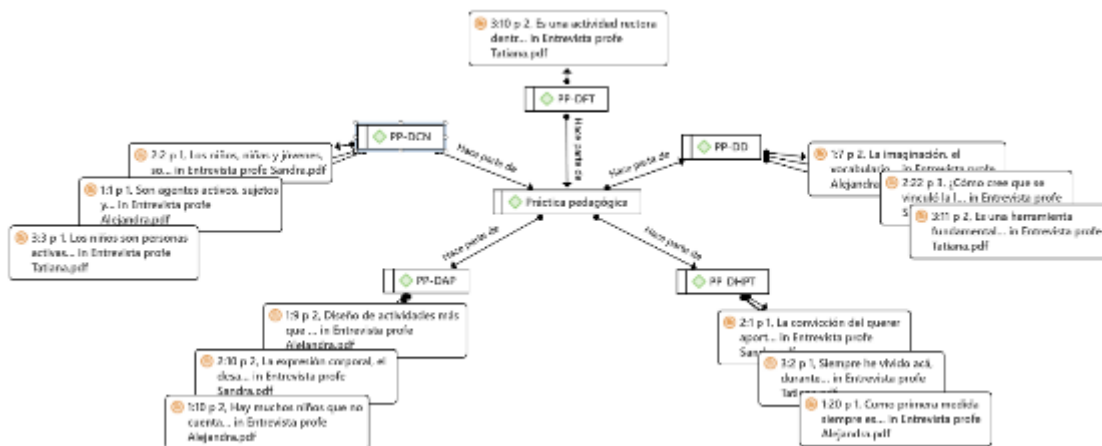 3:10 p 2. Es una actividad rectora
dentr... in Entrevista profe
Tatiana.pdf
PP-DFT
Hace parte de
PP-DCN
Hace parte de
2:2 p 1. Los niños, niñas y jóvenes,
so... in Entrevista profe Sandra.pdf
1:1 p 1. Son agentes activos, sujetos
y... in Entrevista profe
Alejandra.pdf
3:3 p 1. Los niños son personas
activas... in Entrevista profe
Tatiana.pdf
PP-DD
Hace parte de
1:7 p 2. La imaginación, el
vocabulario... in Entrevista profe
Alejandra
2:22 p 3. ¿Cómo cree que se
vinculó la l... in Entrevista profe
S
3:11 p 2. Es una herramienta
fundamental... in Entrevista profe
Tatiana.pdf
Práctica pedagógica
Hace parte de
Hace parte de
PP-DAP
1:9 p 2, Diseño de actividades más
que ... in Entrevista profe
Alejandra.pdf
2:10 p 2, La expresión corporal, el
desa... in Entrevista profe
Sandra.pdf
1:10 p 2, Hay muchos niños que no
cuenta... in Entrevista profe
Alejandra.pdf
PP-DHPT
2:1 p 1. La convicción del querer
aport... in Entrevista profe
San
3:2 p 1, Siempre he vivido acá,
durante... in Entrevista profe
Tat
1:20 p 1. Como primera medida
siempre es... in Entrevista profe
Alejandra.pdf